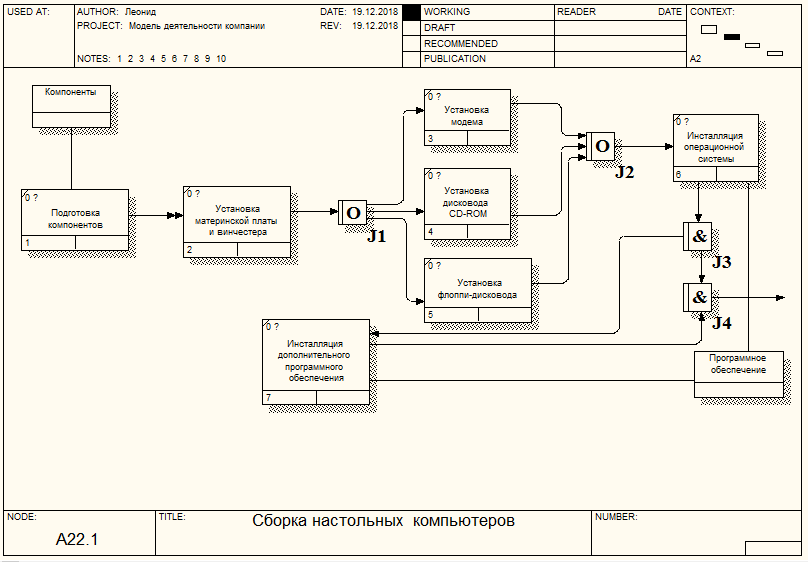 USED AT:
AUTHOR: Леонид
DATE: 19.12.2018
PROJECT: Модель деятельности компании
REV: 19.12.2018
NOTES: 1 2 3 4 5 6 7 8 9 10
WORKING
DRAFT
RECOMMENDED
PUBLICATION
READER
DATE
CONTEXT:
A2
Компоненты
0 ?
Подготовка
компонентов
1
0 ?
Установка
материнской платы
и винчестера
2
O
J1
0 ?
Установка
модема
3
0 ?
Установка
дисковода
CD-ROM
4
0 ?
Установка
флоппи-дисковода
5
O
J2
0 ?
Инсталляция
операционной
системы
6
&
J3
&
J4
0 ?
Инсталляция
дополнительного
программного
обеспечения
7
Программное
обеспечение
NODE:
A22.1
TITLE:
Сборка настольных компьютеров
NUMBER: